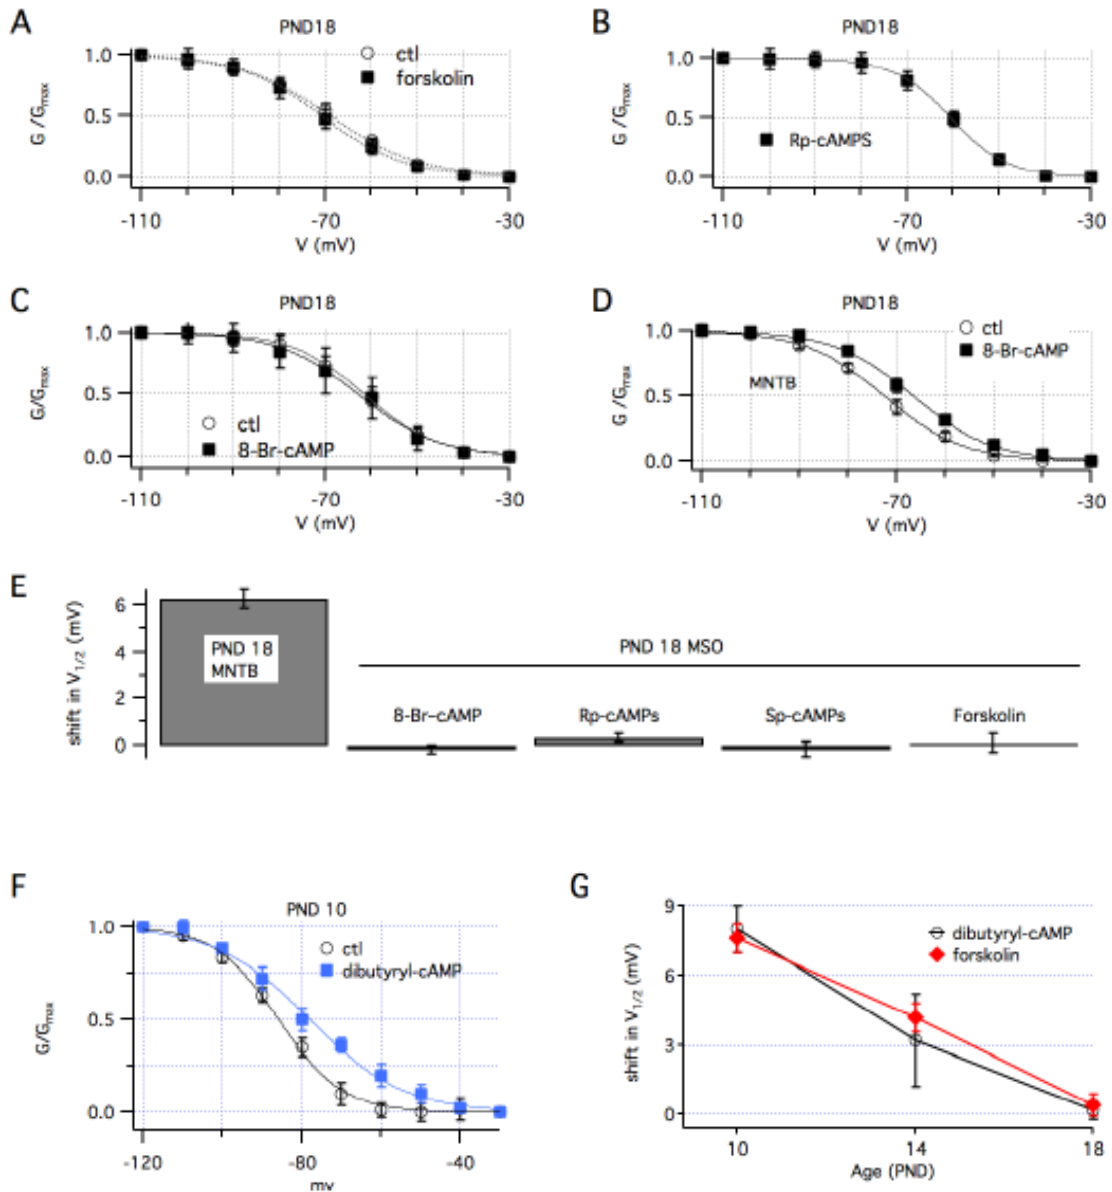 A
PND18
1.0
0.5
0.0
G /Gmax
ctl
forskolin
-110
-70
-30
V (mV)
B
PND18
1.0
0.5
0.0
G /Gmax
Rp-cAMPS
-110
-70
-30
V (mV)
C
PND18
1.0
0.5
0.0
G/Gmax
ctl
8-Br-cAMP
-110
-70
-30
V (mV)
D
PND18
1.0
0.5
0.0
G /Gmax
ctl
8-Br-cAMP
MNTB
-110
-70
-30
V (mV)
E
shift in V1/2 (mV)
6
4
2
0
PND 18
MNTB
PND 18 MSO
8-Br-cAMP
Rp-cAMPs
Sp-cAMPs
Forskolin
F
PND 10
1.0
0.5
0.0
G/Gmax
ctl
dibutyryl-cAMP
-120
-80
-40
mv
G
9
6
3
0
shift in V1/2 (mV)
dibutyryl-cAMP
forskolin
10
14
18
Age (PND)